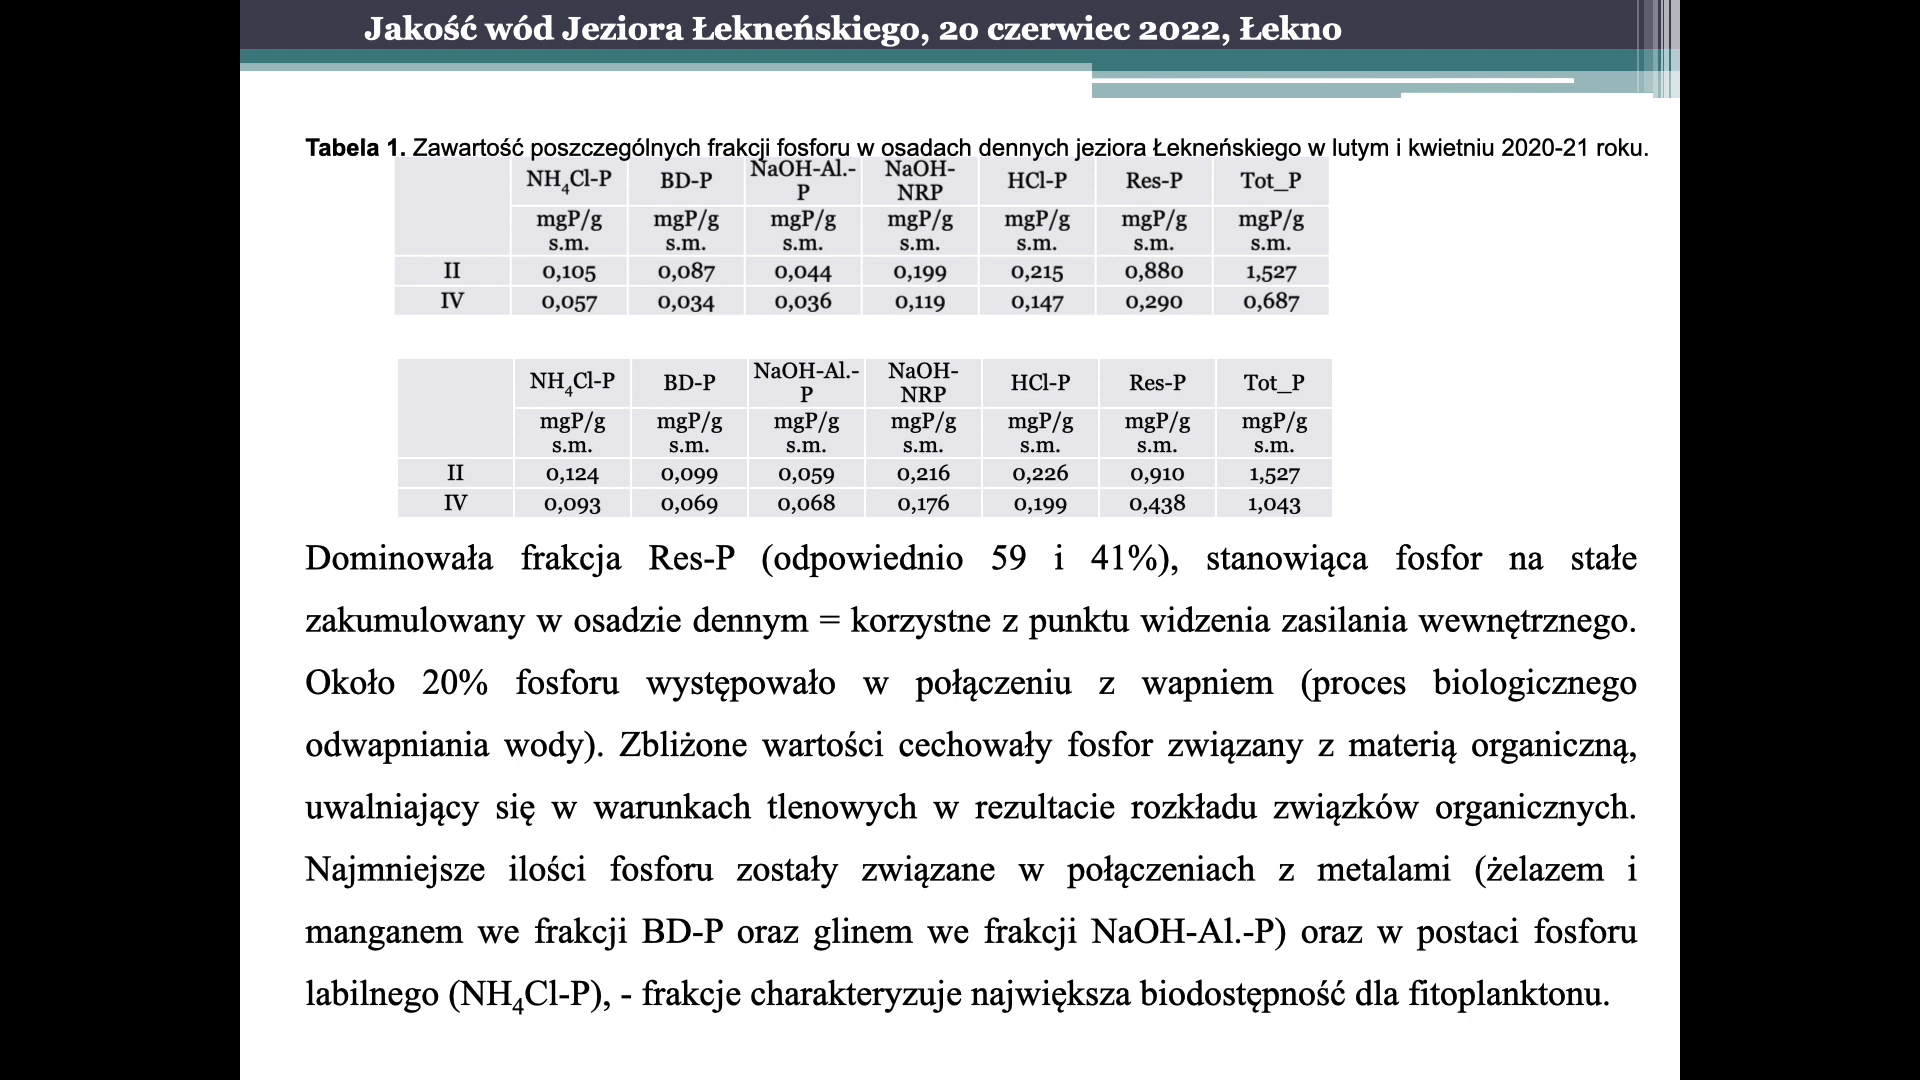 Jakość wód Jeziora Łekneńskiego, 20 czerwiec 2022, Łekno
Tabela 1. Zawartość poszczególnych frakcji fosforu w osadach dennych jeziora Łekneńskiego w lutym i kwietniu 2020-21 roku.
NH₄Cl-P BD-P NaOH-Al.-P NaOH-NRP HCl-P Res-P Tot_P
mgP/g s.m. mgP/g s.m. mgP/g s.m. mgP/g s.m. mgP/g s.m. mgP/g s.m. mgP/g s.m.
II 0,105 0,087 0,044 0,199 0,215 0,880 1,527
IV 0,057 0,034 0,036 0,119 0,147 0,290 0,687
NH₄Cl-P BD-P NaOH-Al.-P NaOH-NRP HCl-P Res-P Tot_P
mgP/g s.m. mgP/g s.m. mgP/g s.m. mgP/g s.m. mgP/g s.m. mgP/g s.m. mgP/g s.m.
II 0,124 0,099 0,059 0,216 0,226 0,910 1,527
IV 0,093 0,069 0,068 0,176 0,199 0,438 1,043
Dominowała frakcja Res-P (odpowiednio 59 i 41%), stanowiąca fosfor na stałe
zakumulowany w osadzie dennym = korzystne z punktu widzenia zasilania wewnętrznego.
Około 20% fosforu występowało w połączeniu z wapniem (proces biologicznego
odwapniania wody). Zbliżone wartości cechowały fosfor związany z materią organiczną,
uwalniający się w warunkach tlenowych w rezultacie rozkładu związków organicznych.
Najmniejsze ilości fosforu zostały związane w połączeniach z metalami (żelazem i
manganem we frakcji BD-P oraz glinem we frakcji NaOH-Al.-P) oraz w postaci fosforu
labilnego (NH₄Cl-P), - frakcje charakteryzuje największa biodostępność dla fitoplanktonu.